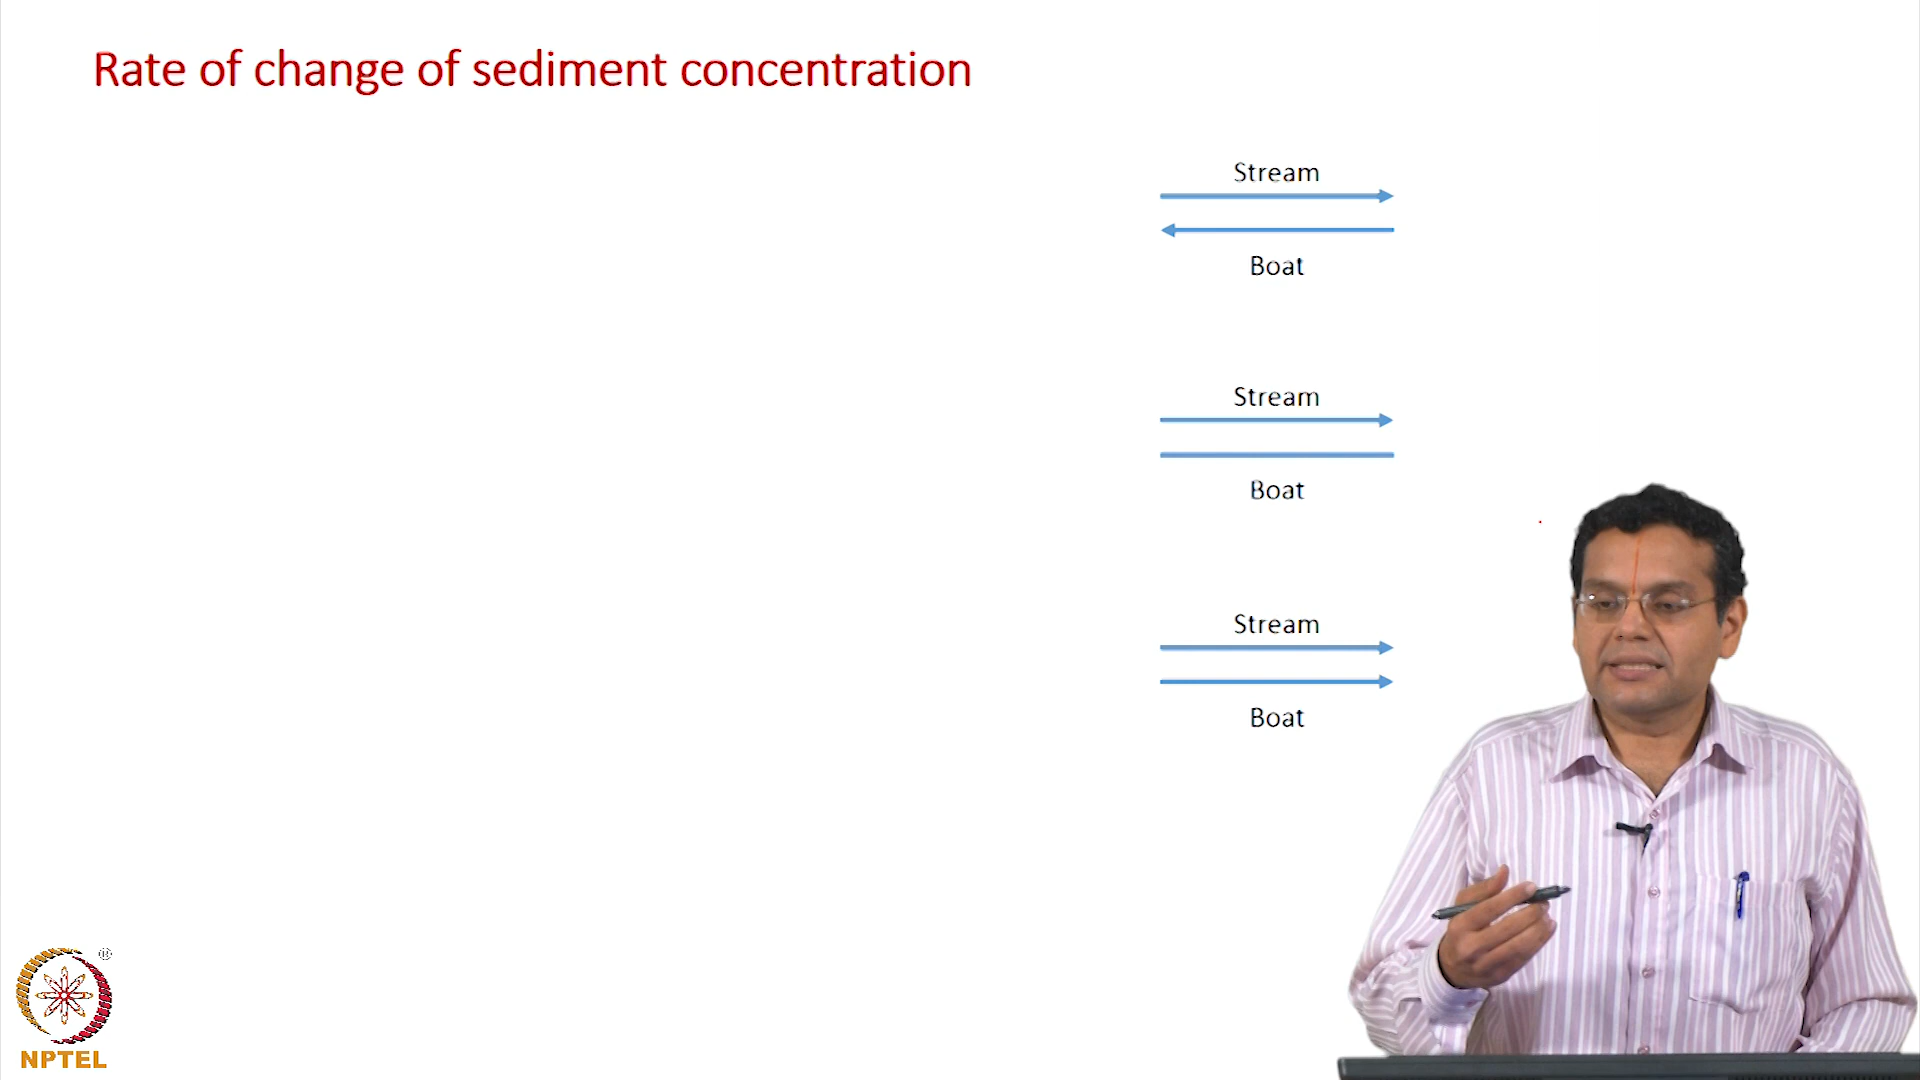 Rate of change of sediment concentration
Stream
Boat
Stream
Boat
Stream
Boat
®
NPTEL